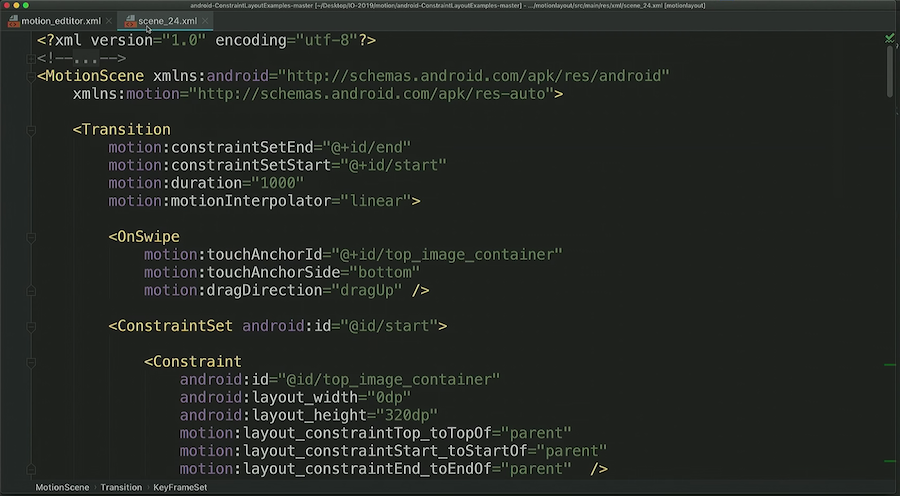 android-ConstraintLayoutExamples-master [~/Desktop/IO-2019/motion/android-ConstraintLayoutExamples-master] - .../motionlayout/src/main/res/xml/scene_24.xml [motionlayout]
motion_edtitor.xml scene_24.xml
<?xml version="1.0" encoding="utf-8"?>
<!--...-->
<MotionScene xmlns:android="http://schemas.android.com/apk/res/android"
xmlns:motion="http://schemas.android.com/apk/res-auto">
<Transition
motion:constraintSetEnd="@+id/end"
motion:constraintSetStart="@+id/start"
motion:duration="1000"
motion:motionInterpolator="linear">
<OnSwipe
motion:touchAnchorId="@+id/top_image_container"
motion:touchAnchorSide="bottom"
motion:dragDirection="dragUp" />
<ConstraintSet android:id="@id/start">
<Constraint
android:id="@id/top_image_container"
android:layout_width="0dp"
android:layout_height="320dp"
motion:layout_constraintTop_toTopOf="parent"
motion:layout_constraintStart_toStartOf="parent"
motion:layout_constraintEnd_toEndOf="parent" />
MotionScene › Transition › KeyFrameSet